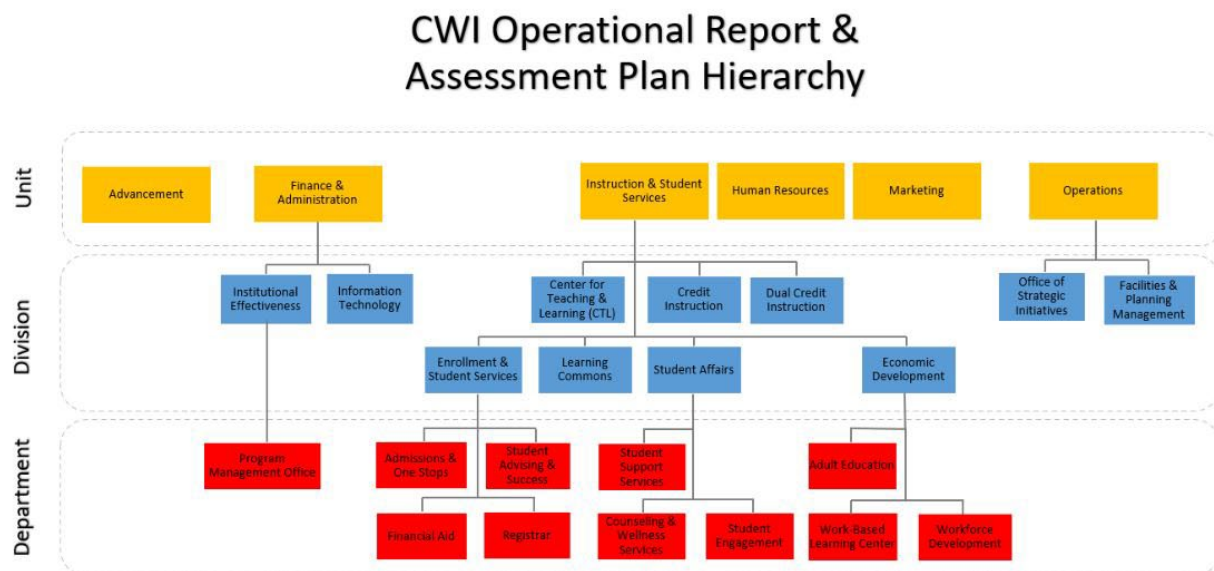 CWI Operational Report &
Assessment Plan Hierarchy
Unit
Advancement
Finance &
Administration
Instruction & Student
Services
Human Resources
Marketing
Operations
Division
Institutional
Effectiveness
Information
Technology
Center for
Teaching &
Learning (CTL)
Credit
Instruction
Dual Credit
Instruction
Office of
Strategic
Initiatives
Facilities &
Planning
Management
Enrollment &
Student Services
Learning
Commons
Student Affairs
Economic
Development
Department
Program
Management Office
Admissions &
One Stops
Student
Advising &
Success
Student
Support
Services
Adult Education
Financial Aid
Registrar
Counseling &
Wellness
Services
Student
Engagement
Work-Based
Learning Center
Workforce
Development